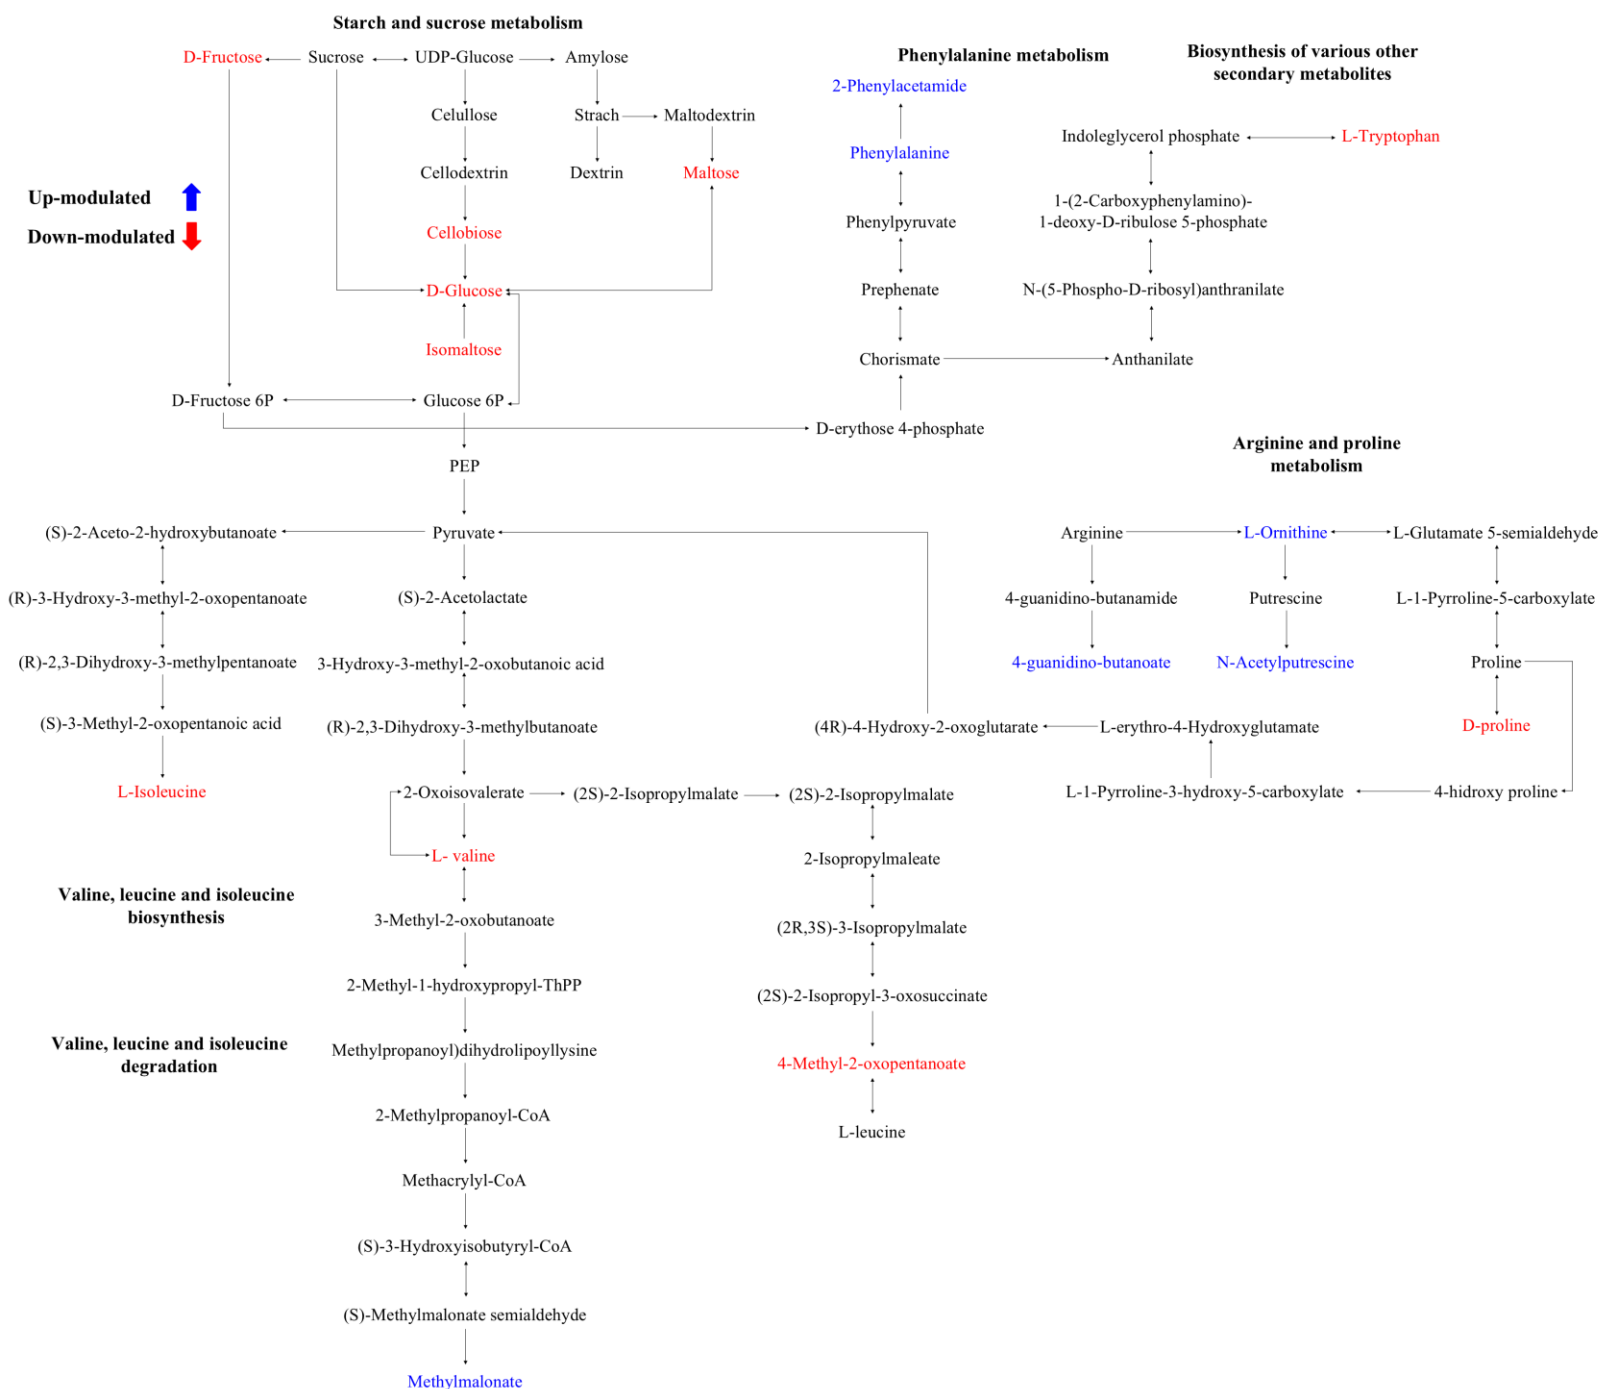 Starch and sucrose metabolism
D-Fructose
Sucrose
UDP-Glucose
Amylose
Celullose
Strach
Maltodextrin
Cellodextrin
Dextrin
Maltose
Up-modulated
Down-modulated
Cellobiose
D-Glucose
Isomaltose
D-Fructose 6P
Glucose 6P
PEP
Phenylalanine metabolism
2-Phenylacetamide
Phenylalanine
Phenylpyruvate
Prephenate
Chorismate
D-erythose 4-phosphate
Biosynthesis of various other
secondary metabolites
Indoleglycerol phosphate
L-Tryptophan
1-(2-Carboxyphenylamino)-
1-deoxy-D-ribulose 5-phosphate
N-(5-Phospho-D-ribosyl)anthranilate
Anthanilate
Arginine and proline
metabolism
Arginine
L-Ornithine
L-Glutamate 5-semialdehyde
4-guanidino-butanamide
Putrescine
L-1-Pyrroline-5-carboxylate
4-guanidino-butanoate
N-Acetylputrescine
Proline
D-proline
(4R)-4-Hydroxy-2-oxoglutarate
L-erythro-4-Hydroxyglutamate
L-1-Pyrroline-3-hydroxy-5-carboxylate
4-hidroxy proline
(S)-2-Aceto-2-hydroxybutanoate
Pyruvate
(R)-3-Hydroxy-3-methyl-2-oxopentanoate
(S)-2-Acetolactate
(R)-2,3-Dihydroxy-3-methylpentanoate
3-Hydroxy-3-methyl-2-oxobutanoic acid
(S)-3-Methyl-2-oxopentanoic acid
(R)-2,3-Dihydroxy-3-methylbutanoate
L-Isoleucine
2-Oxoisovalerate
(2S)-2-Isopropylmalate
(2S)-2-Isopropylmalate
L- valine
2-Isopropylmaleate
Valine, leucine and isoleucine
biosynthesis
3-Methyl-2-oxobutanoate
(2R,3S)-3-Isopropylmalate
2-Methyl-1-hydroxypropyl-ThPP
(2S)-2-Isopropyl-3-oxosuccinate
Valine, leucine and isoleucine
degradation
Methylpropanoyl)dihydrolipoyllysine
4-Methyl-2-oxopentanoate
2-Methylpropanoyl-CoA
L-leucine
Methacrylyl-CoA
(S)-3-Hydroxyisobutyryl-CoA
(S)-Methylmalonate semialdehyde
Methylmalonate